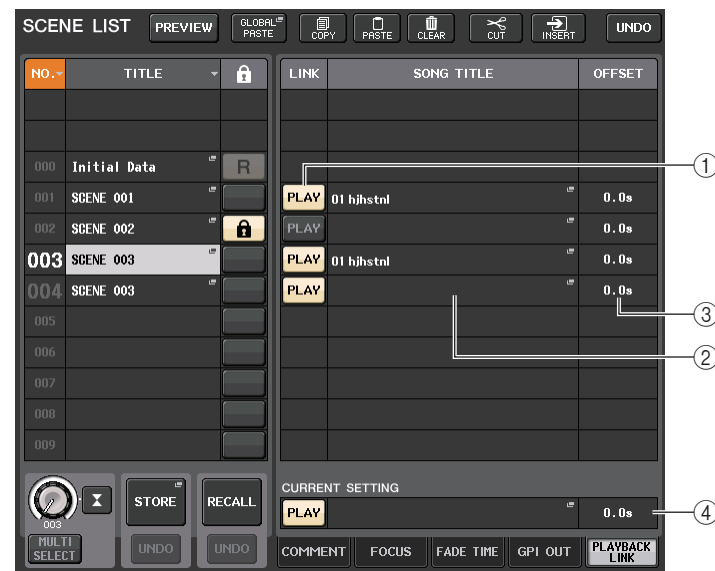 SCENE LIST PREVIEW GLOBAL PASTE COPY PASTE CLEAR CUT INSERT UNDO
NO. TITLE LINK SONG TITLE OFFSET
000 Initial Data R
001 SCENE 001 PLAY 01 hjhstnl 0.0s
002 SCENE 002 PLAY 0.0s
003 SCENE 003 PLAY 01 hjhstnl 0.0s
004 SCENE 003 PLAY 0.0s
005
006
007
008
009
1
3
2
CURRENT SETTING
STORE RECALL PLAY 0.0s 4
003
MULTI SELECT UNDO UNDO COMMENT FOCUS FADE TIME GPI OUT PLAYBACK LINK